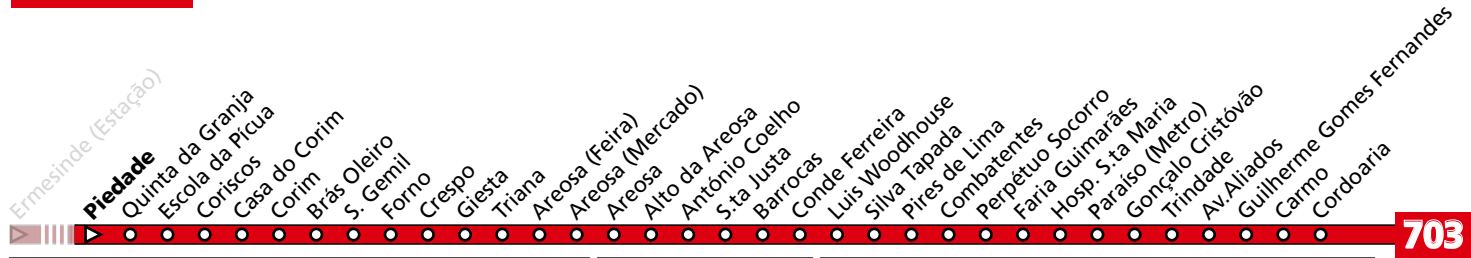 Ermesinde (Estação)
Piedade
Quinta da Granja
Escola da Pícua
Coriscos
Casa do Corim
Corim
Brás Oleiro
S. Gemil
Forno
Crespo
Giesta
Triana
Areosa (Feira)
Areosa (Mercado)
Areosa
Alto da Areosa
António Coelho
S.ta Justa
Barrocas
Conde Ferreira
Luis Woodhouse
Silva Tapada
Pires de Lima
Combatentes
Perpétuo Socorro
Faria Guimarães
Hosp. S.ta Maria
Paraíso (Metro)
Gonçalo Cristóvão
Trindade
Av.Aliados
Guilherme Gomes Fernandes
Carmo
Cordoaria
703